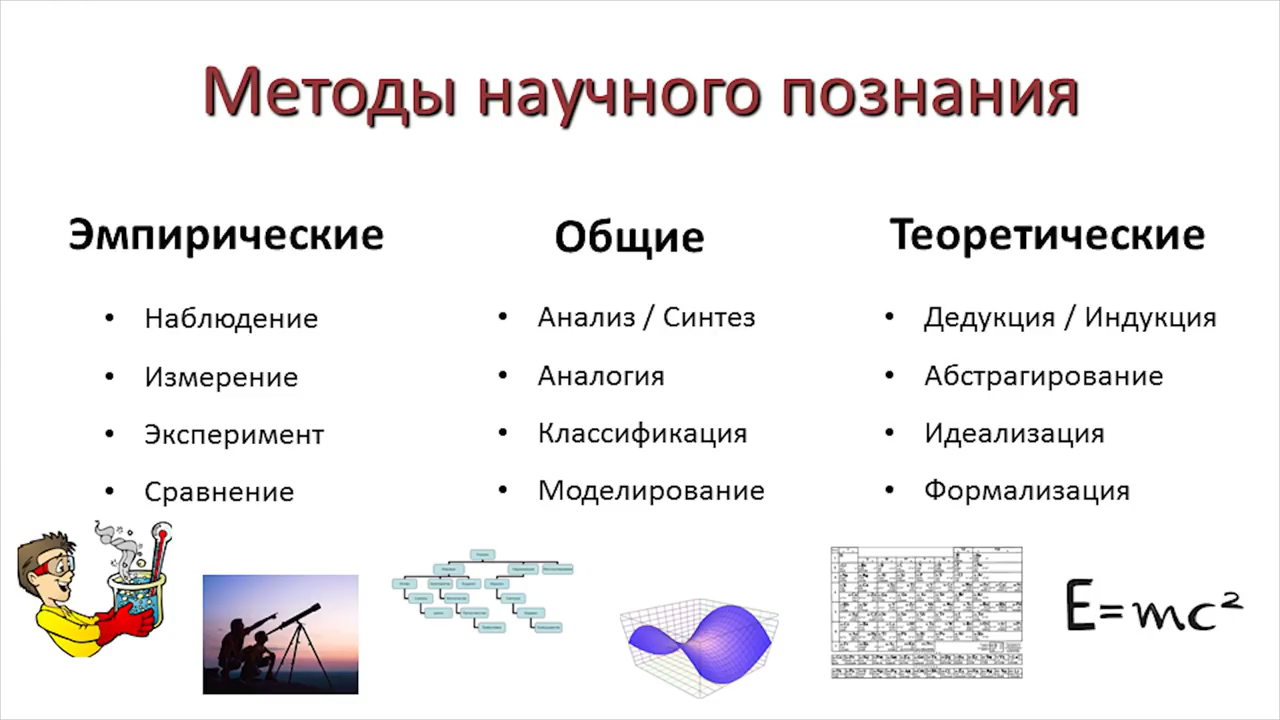 Методы научного познания
Эмпирические
• Наблюдение
• Измерение
• Эксперимент
• Сравнение
Общие
• Анализ / Синтез
• Аналогия
• Классификация
• Моделирование
Теоретические
• Дедукция / Индукция
• Абстрагирование
• Идеализация
• Формализация
E=mc²